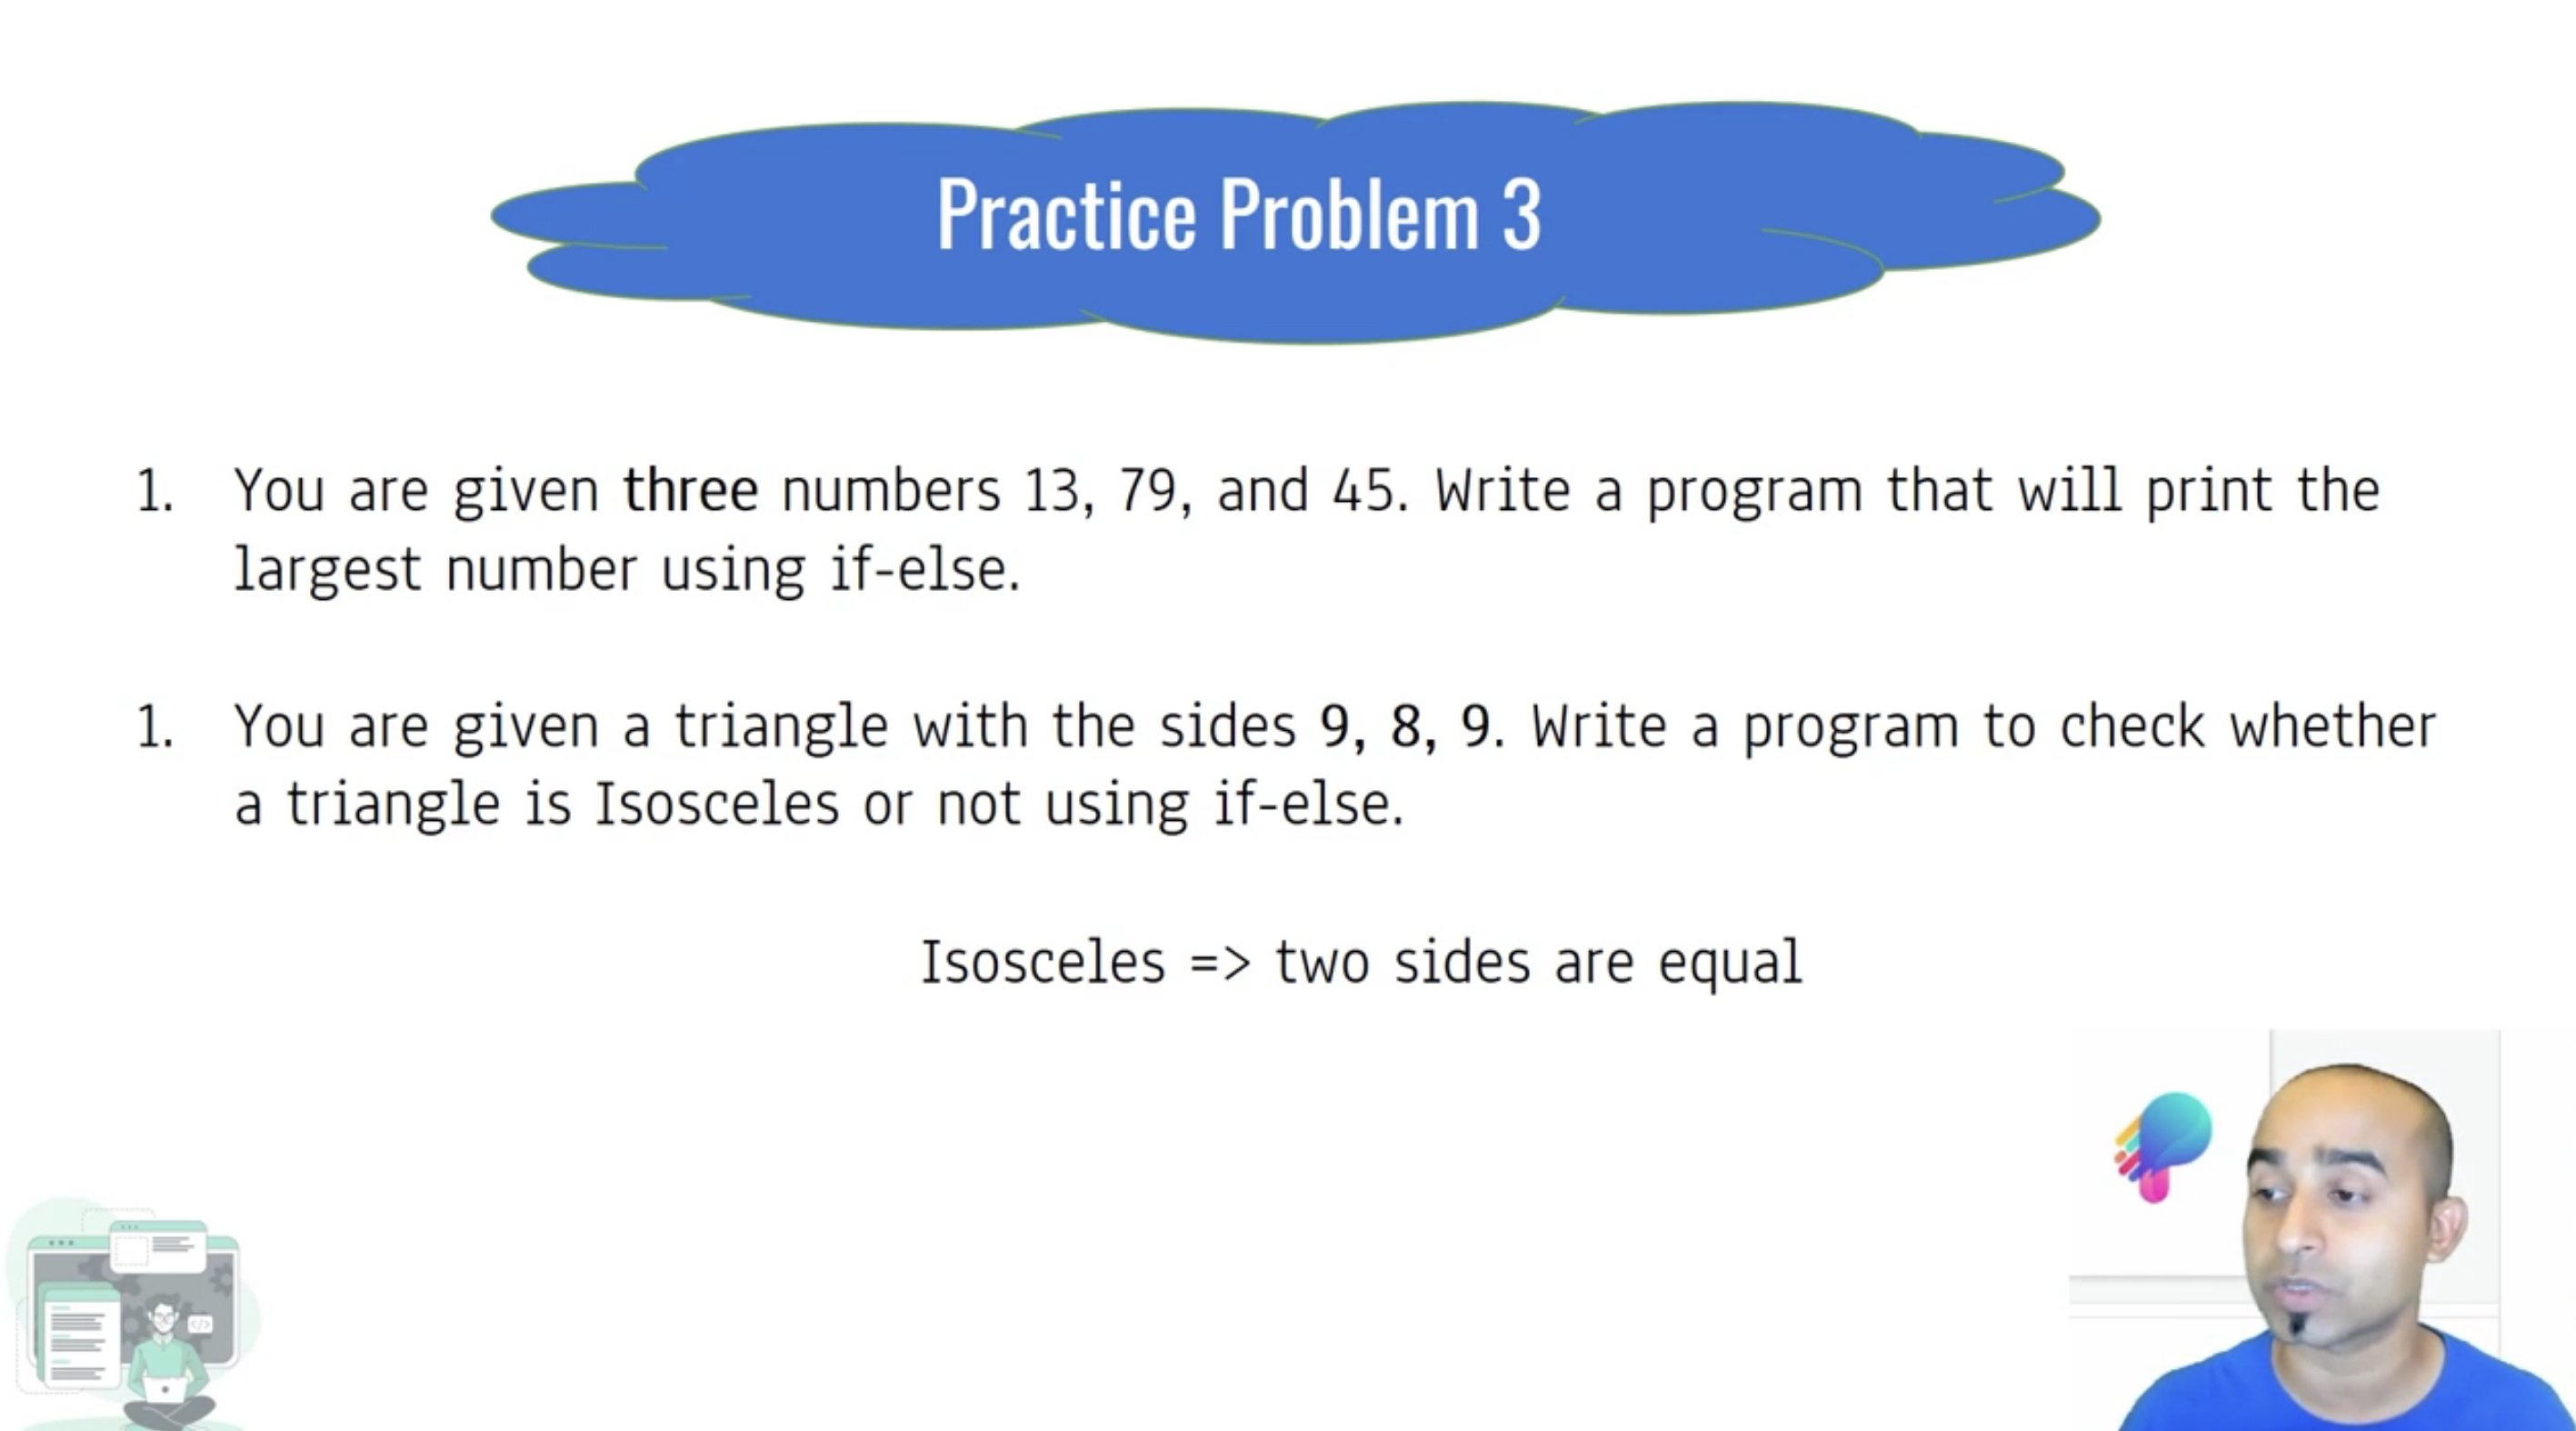 Practice Problem 3
1. You are given three numbers 13, 79, and 45. Write a program that will print the
largest number using if-else.
1. You are given a triangle with the sides 9, 8, 9. Write a program to check whether
a triangle is Isosceles or not using if-else.
Isosceles => two sides are equal